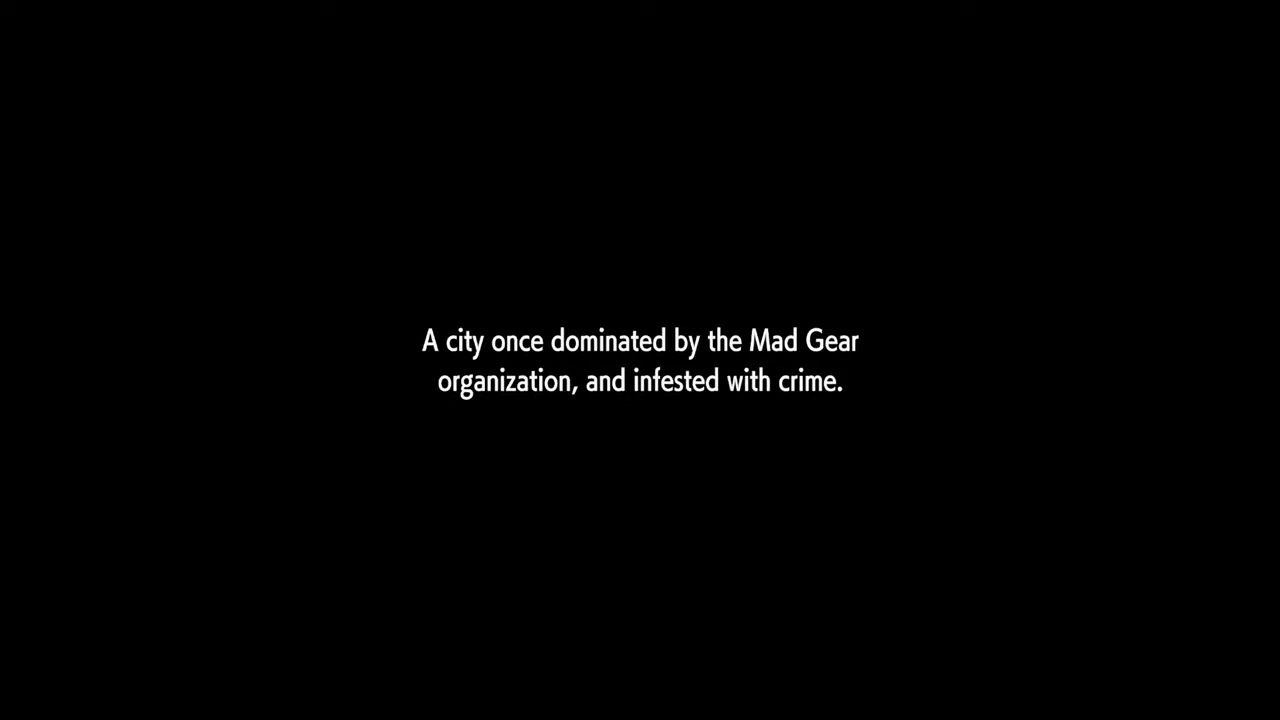 A city once dominated by the Mad Gear
organization, and infested with crime.